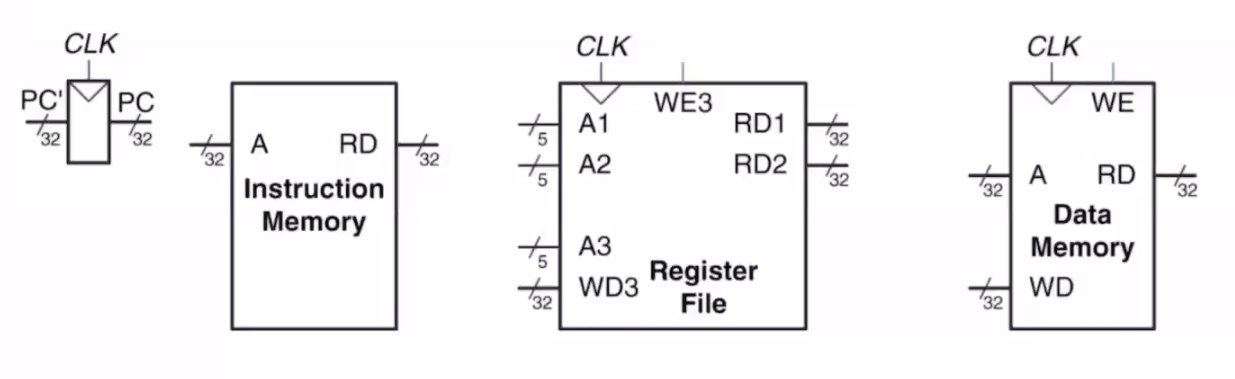 CLK
PC'
PC
32
32
A
RD
32
32
Instruction
Memory
CLK
WE3
A1
RD1
5
32
A2
RD2
5
32
A3
5
WD3
32
Register
File
CLK
WE
A
RD
32
32
Data
Memory
WD
32